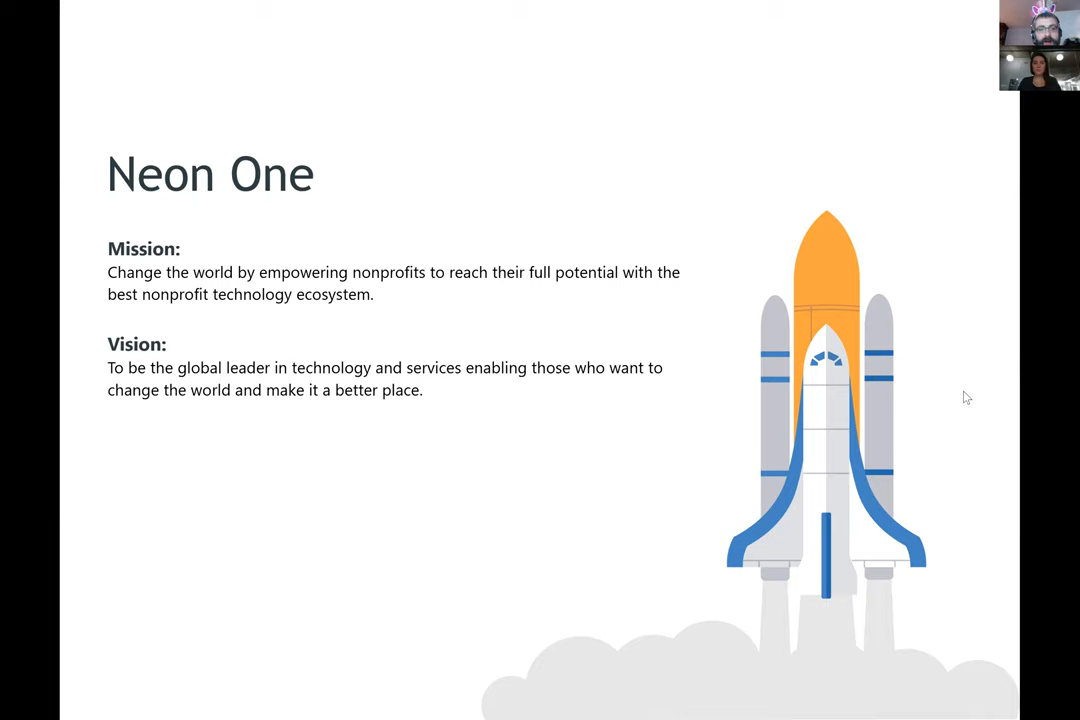 Neon One
Mission:
Change the world by empowering nonprofits to reach their full potential with the
best nonprofit technology ecosystem.
Vision:
To be the global leader in technology and services enabling those who want to
change the world and make it a better place.